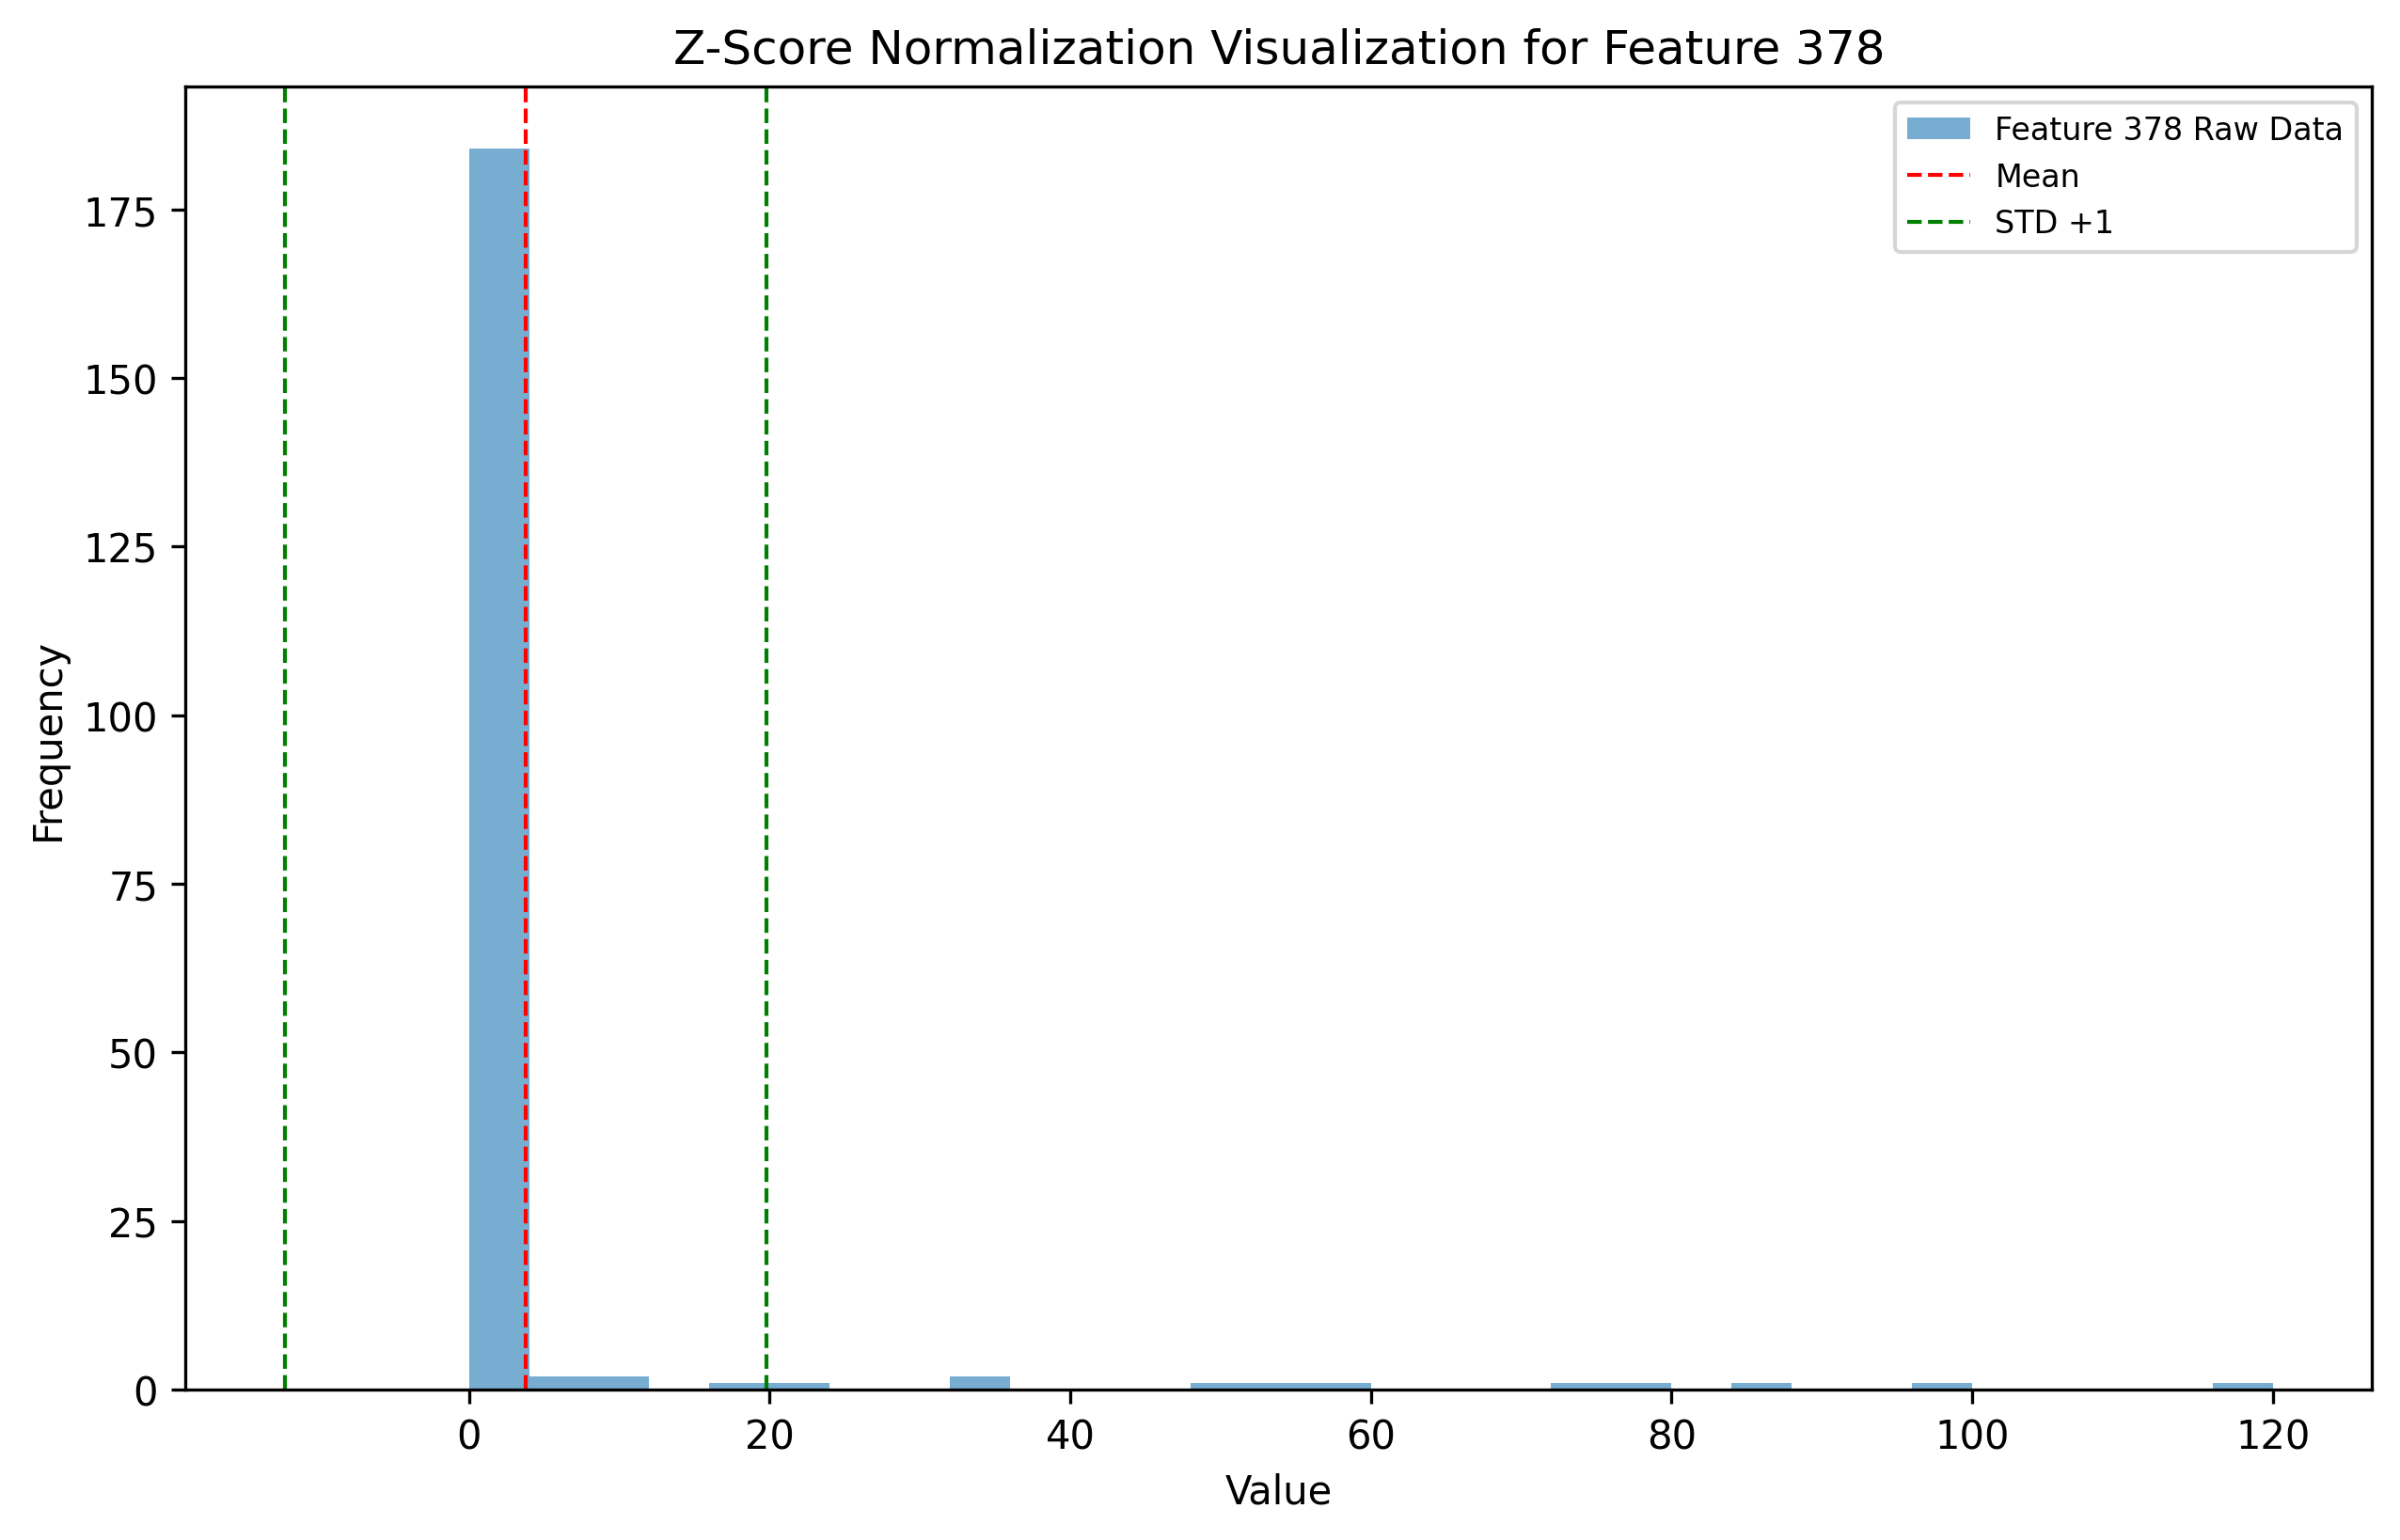 Z-Score Normalization Visualization for Feature 378
Feature 378 Raw Data
Mean
STD +1
175
150
125
100
75
50
25
0
Frequency
0 20 40 60 80 100 120
Value